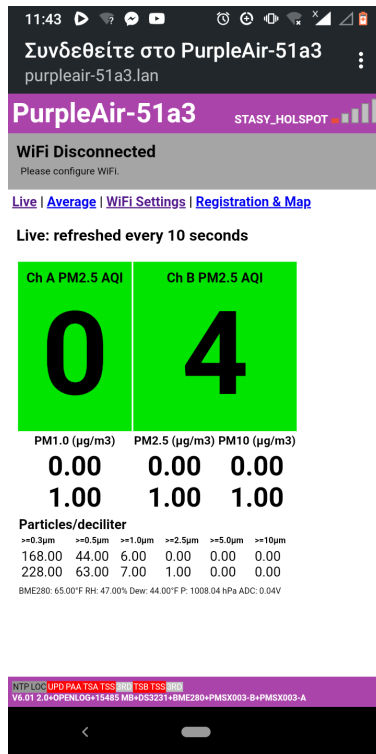 11:43
Συνδεθείτε στο PurpleAir-51a3
purpleair-51a3.lan
PurpleAir-51a3 STASY_HOLSPOT
WiFi Disconnected
Please configure WiFi.
Live | Average | WiFi Settings | Registration & Map
Live: refreshed every 10 seconds
Ch A PM2.5 AQI Ch B PM2.5 AQI
0 4
PM1.0 (µg/m3) PM2.5 (µg/m3) PM10 (µg/m3)
0.00 0.00 0.00
1.00 1.00 1.00
Particles/deciliter
>=0.3µm >=0.5µm >=1.0µm >=2.5µm >=5.0µm >=10µm
168.00 44.00 6.00 0.00 0.00 0.00
228.00 63.00 7.00 1.00 0.00 0.00
BME280: 65.00°F RH: 47.00% Dew: 44.00°F P: 1008.04 hPa ADC: 0.04V
NTP LOC UPD PAA TSA TSS 3RD TSB TSS 3RD
V6.01 2.0+OPENLOG+15485 MB+DS3231+BME280+PMSX003-B+PMSX003-A